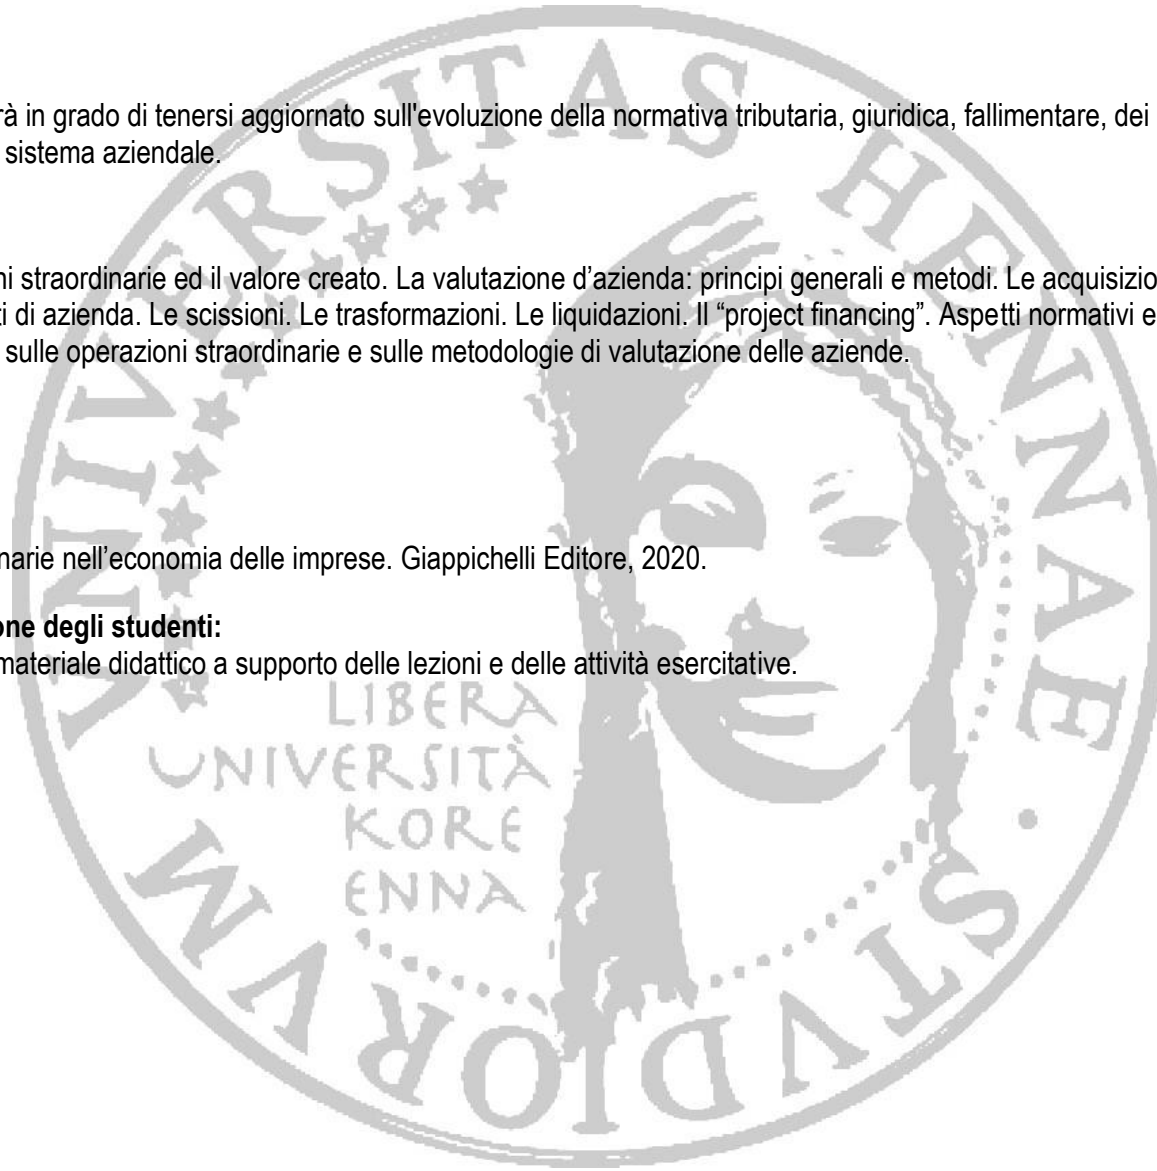 rà in grado di tenersi aggiornato sull'evoluzione della normativa tributaria, giuridica, fallimentare, dei
sistema aziendale.
ni straordinarie ed il valore creato. La valutazione d’azienda: principi generali e metodi. Le acquisizio
ti di azienda. Le scissioni. Le trasformazioni. Le liquidazioni. Il “project financing”. Aspetti normativi e
sulle operazioni straordinarie e sulle metodologie di valutazione delle aziende.
narie nell’economia delle imprese. Giappichelli Editore, 2020.
one degli studenti:
materiale didattico a supporto delle lezioni e delle attività esercitative.
VNIVERSITAS HENNAE · STVDIORVM
LIBERA
UNIVERSITÀ
KORE
ENNA